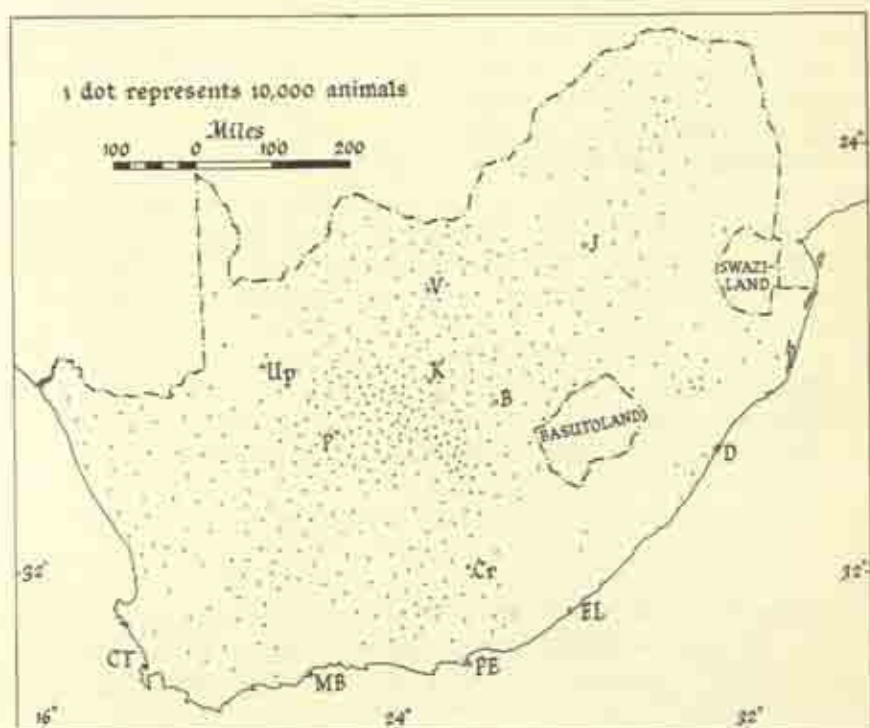 1 dot represents 10,000 animals
Miles
100 0 100 200
24°
J
SWAZI-
LAND
V
Up
K
B
BASUTOLAND
P
D
32°
Cr
32°
EL
CT
MB
PE
16°
24°
32°